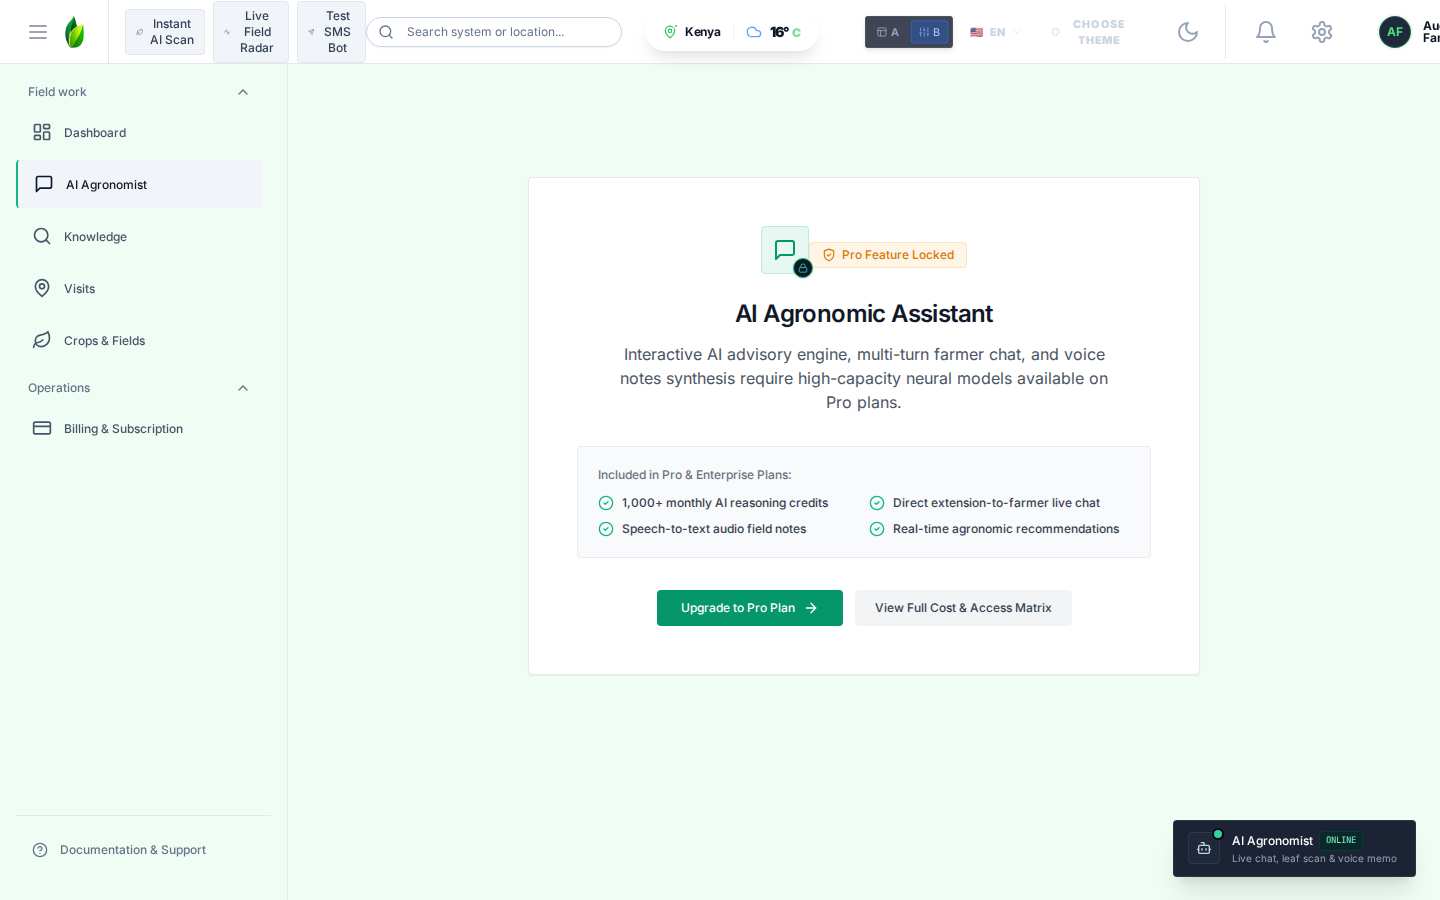 Instant
AI Scan
Live
Field
Radar
Test
SMS
Bot
Search system or location...
Kenya
16° C
A
B
EN
CHOOSE
THEME
AF
Field work
Dashboard
AI Agronomist
Knowledge
Visits
Crops & Fields
Operations
Billing & Subscription
Documentation & Support
Pro Feature Locked
AI Agronomic Assistant
Interactive AI advisory engine, multi-turn farmer chat, and voice
notes synthesis require high-capacity neural models available on
Pro plans.
Included in Pro & Enterprise Plans:
1,000+ monthly AI reasoning credits
Direct extension-to-farmer live chat
Speech-to-text audio field notes
Real-time agronomic recommendations
Upgrade to Pro Plan
View Full Cost & Access Matrix
AI Agronomist ONLINE
Live chat, leaf scan & voice memo